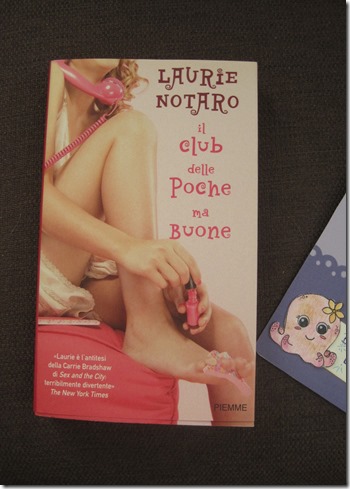 LAURIE
NOTARO
il
club
delle
Poche
ma
Buone
«Laurie è l'antitesi
della Carrie Bradshaw
di Sex and the City:
terribilmente divertente»
The New York Times
PIEMME